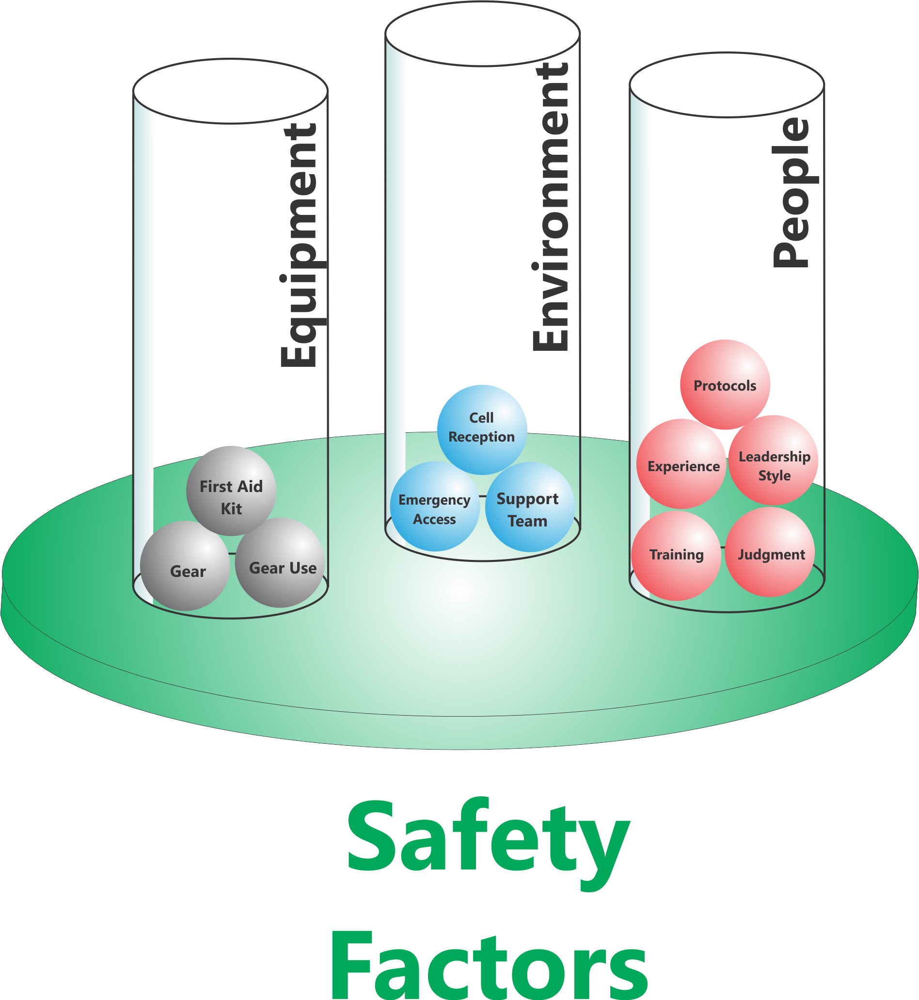 Equipment
First Aid
Kit
Gear
Gear Use
Environment
Cell
Reception
Emergency
Access
Support
Team
People
Protocols
Experience
Leadership
Style
Training
Judgment
Safety
Factors